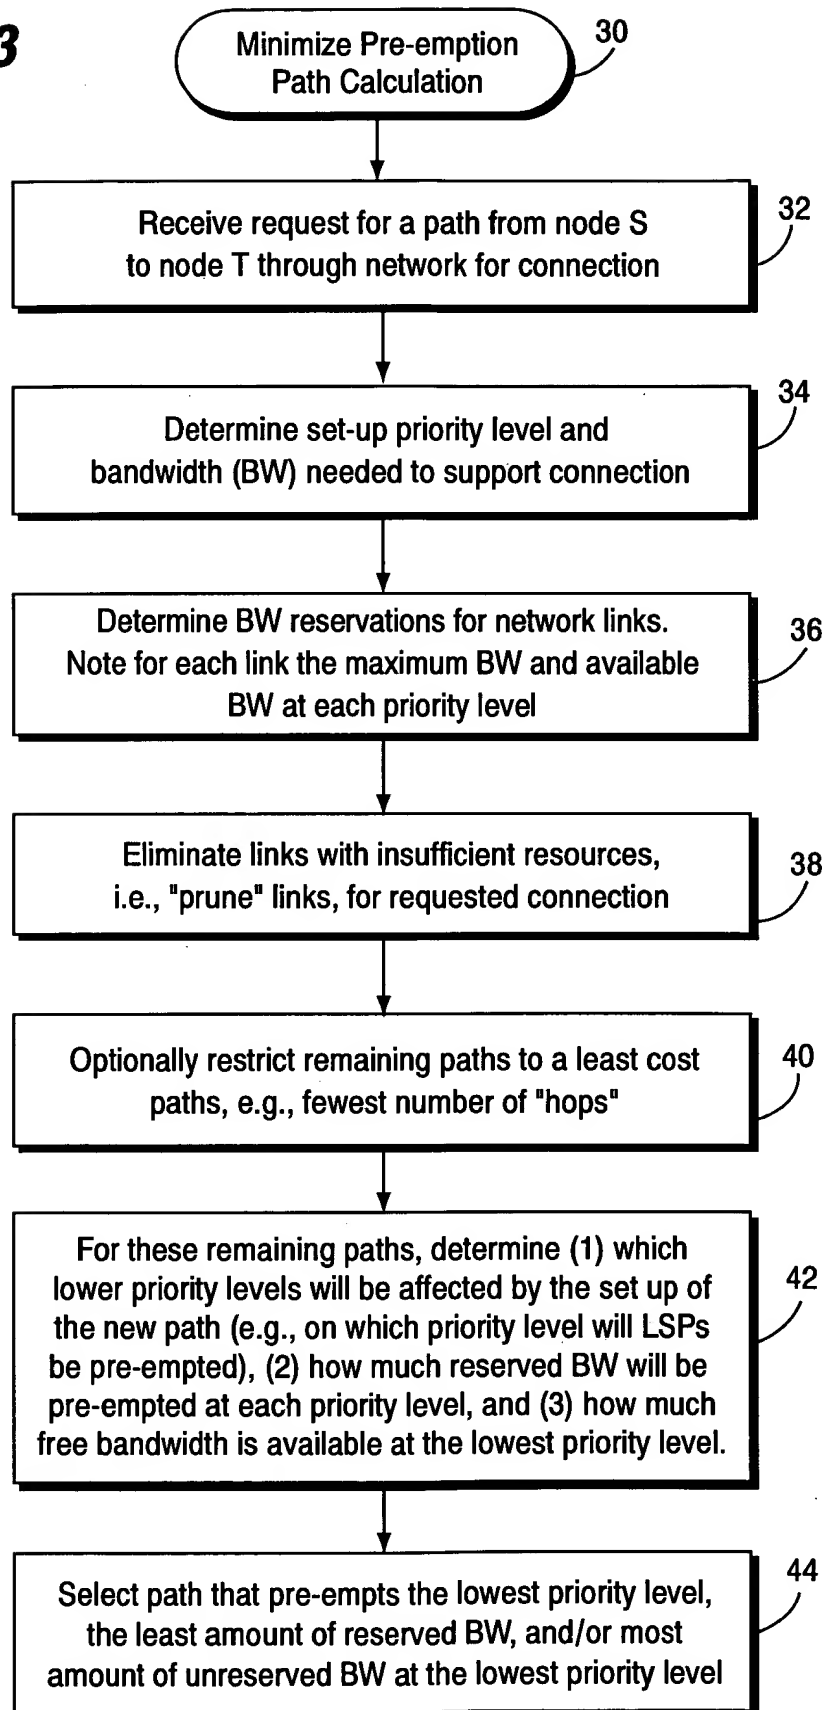 3
Minimize Pre-emption
Path Calculation
30
Receive request for a path from node S
to node T through network for connection
32
Determine set-up priority level and
bandwidth (BW) needed to support connection
34
Determine BW reservations for network links.
Note for each link the maximum BW and available
BW at each priority level
36
Eliminate links with insufficient resources,
i.e., "prune" links, for requested connection
38
Optionally restrict remaining paths to a least cost
paths, e.g., fewest number of "hops"
40
For these remaining paths, determine (1) which
lower priority levels will be affected by the set up of
the new path (e.g., on which priority level will LSPs
be pre-empted), (2) how much reserved BW will be
pre-empted at each priority level, and (3) how much
free bandwidth is available at the lowest priority level.
42
Select path that pre-empts the lowest priority level,
the least amount of reserved BW, and/or most
amount of unreserved BW at the lowest priority level
44